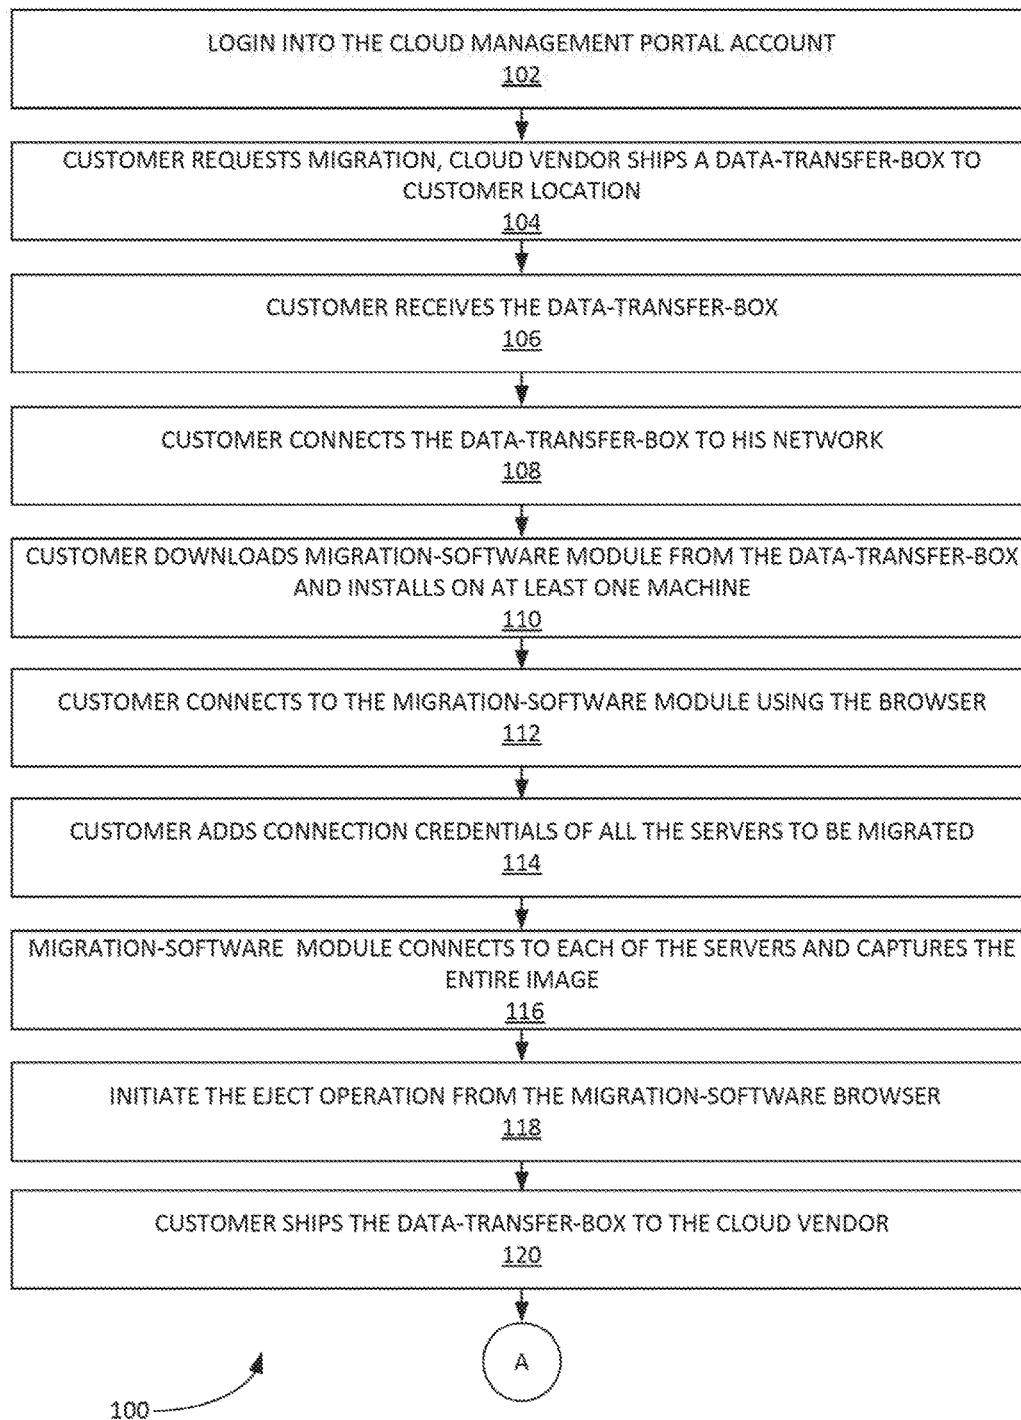 LOGIN INTO THE CLOUD MANAGEMENT PORTAL ACCOUNT
102
CUSTOMER REQUESTS MIGRATION, CLOUD VENDOR SHIPS A DATA-TRANSFER-BOX TO
CUSTOMER LOCATION
104
CUSTOMER RECEIVES THE DATA-TRANSFER-BOX
106
CUSTOMER CONNECTS THE DATA-TRANSFER-BOX TO HIS NETWORK
108
CUSTOMER DOWNLOADS MIGRATION-SOFTWARE MODULE FROM THE DATA-TRANSFER-BOX
AND INSTALLS ON AT LEAST ONE MACHINE
110
CUSTOMER CONNECTS TO THE MIGRATION-SOFTWARE MODULE USING THE BROWSER
112
CUSTOMER ADDS CONNECTION CREDENTIALS OF ALL THE SERVERS TO BE MIGRATED
114
MIGRATION-SOFTWARE MODULE CONNECTS TO EACH OF THE SERVERS AND CAPTURES THE
ENTIRE IMAGE
116
INITIATE THE EJECT OPERATION FROM THE MIGRATION-SOFTWARE BROWSER
118
CUSTOMER SHIPS THE DATA-TRANSFER-BOX TO THE CLOUD VENDOR
120
A
100